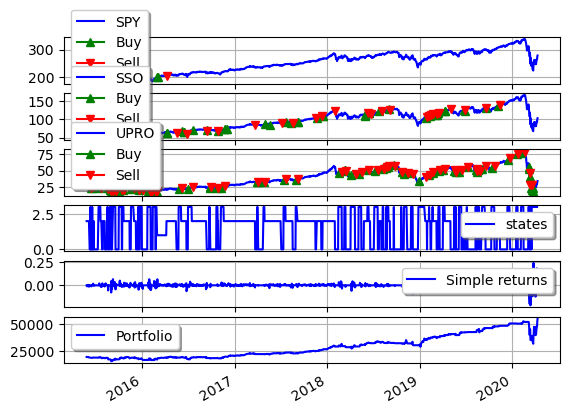 SPY
Buy
Sell
300
200
SSO
Buy
Sell
150
100
50
UPRO
Buy
Sell
75
50
25
2.5
0.0
states
0.25
0.00
Simple returns
50000
25000
Portfolio
2016 2017 2018 2019 2020